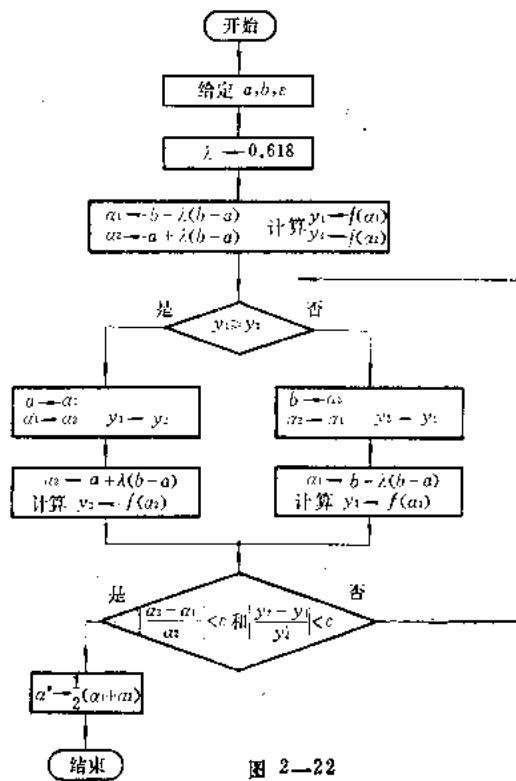 开始
给定 a,b,ε
λ←0.618
α₁←b-λ(b-a) 计算 y₁←f(α₁)
α₂←a+λ(b-a) y₂←f(α₂)
是 y₁≥y₂ 否
a←α₁
α₁←α₂ y₁←y₂
b←α₂
α₂←α₁ y₂←y₁
α₂←a+λ(b-a)
计算 y₂←f(α₂)
α₁←b-λ(b-a)
计算 y₁←f(α₁)
是 否
|α₂-α₁/α₂|<ε 和 |y₂-y₁/y₂|<ε
α*←1/2(α₁+α₂)
结束
图 2—22